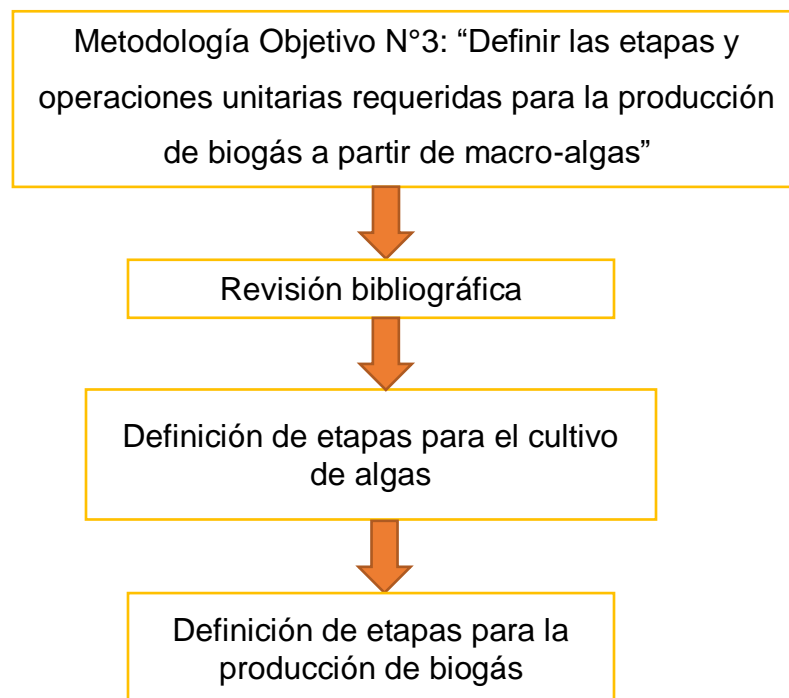 Metodología Objetivo N°3: “Definir las etapas y
operaciones unitarias requeridas para la producción
de biogás a partir de macro-algas”
Revisión bibliográfica
Definición de etapas para el cultivo
de algas
Definición de etapas para la
producción de biogás